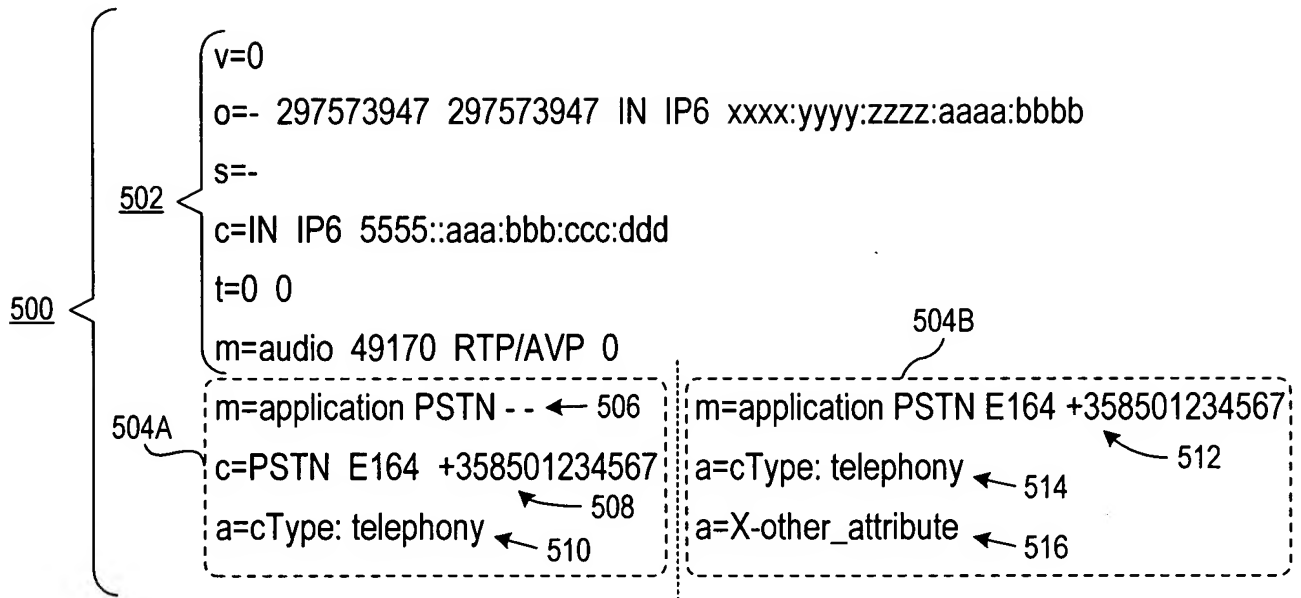 v=0
o=- 297573947 297573947 IN IP6 xxxx:yyyy:zzzz:aaaa:bbbb
s=-
502
c=IN IP6 5555::aaa:bbb:ccc:ddd
t=0 0
500
m=audio 49170 RTP/AVP 0
504B
504A
m=application PSTN - - 506
c=PSTN E164 +358501234567
508
a=cType: telephony 510
m=application PSTN E164 +358501234567
512
a=cType: telephony 514
a=X-other_attribute 516